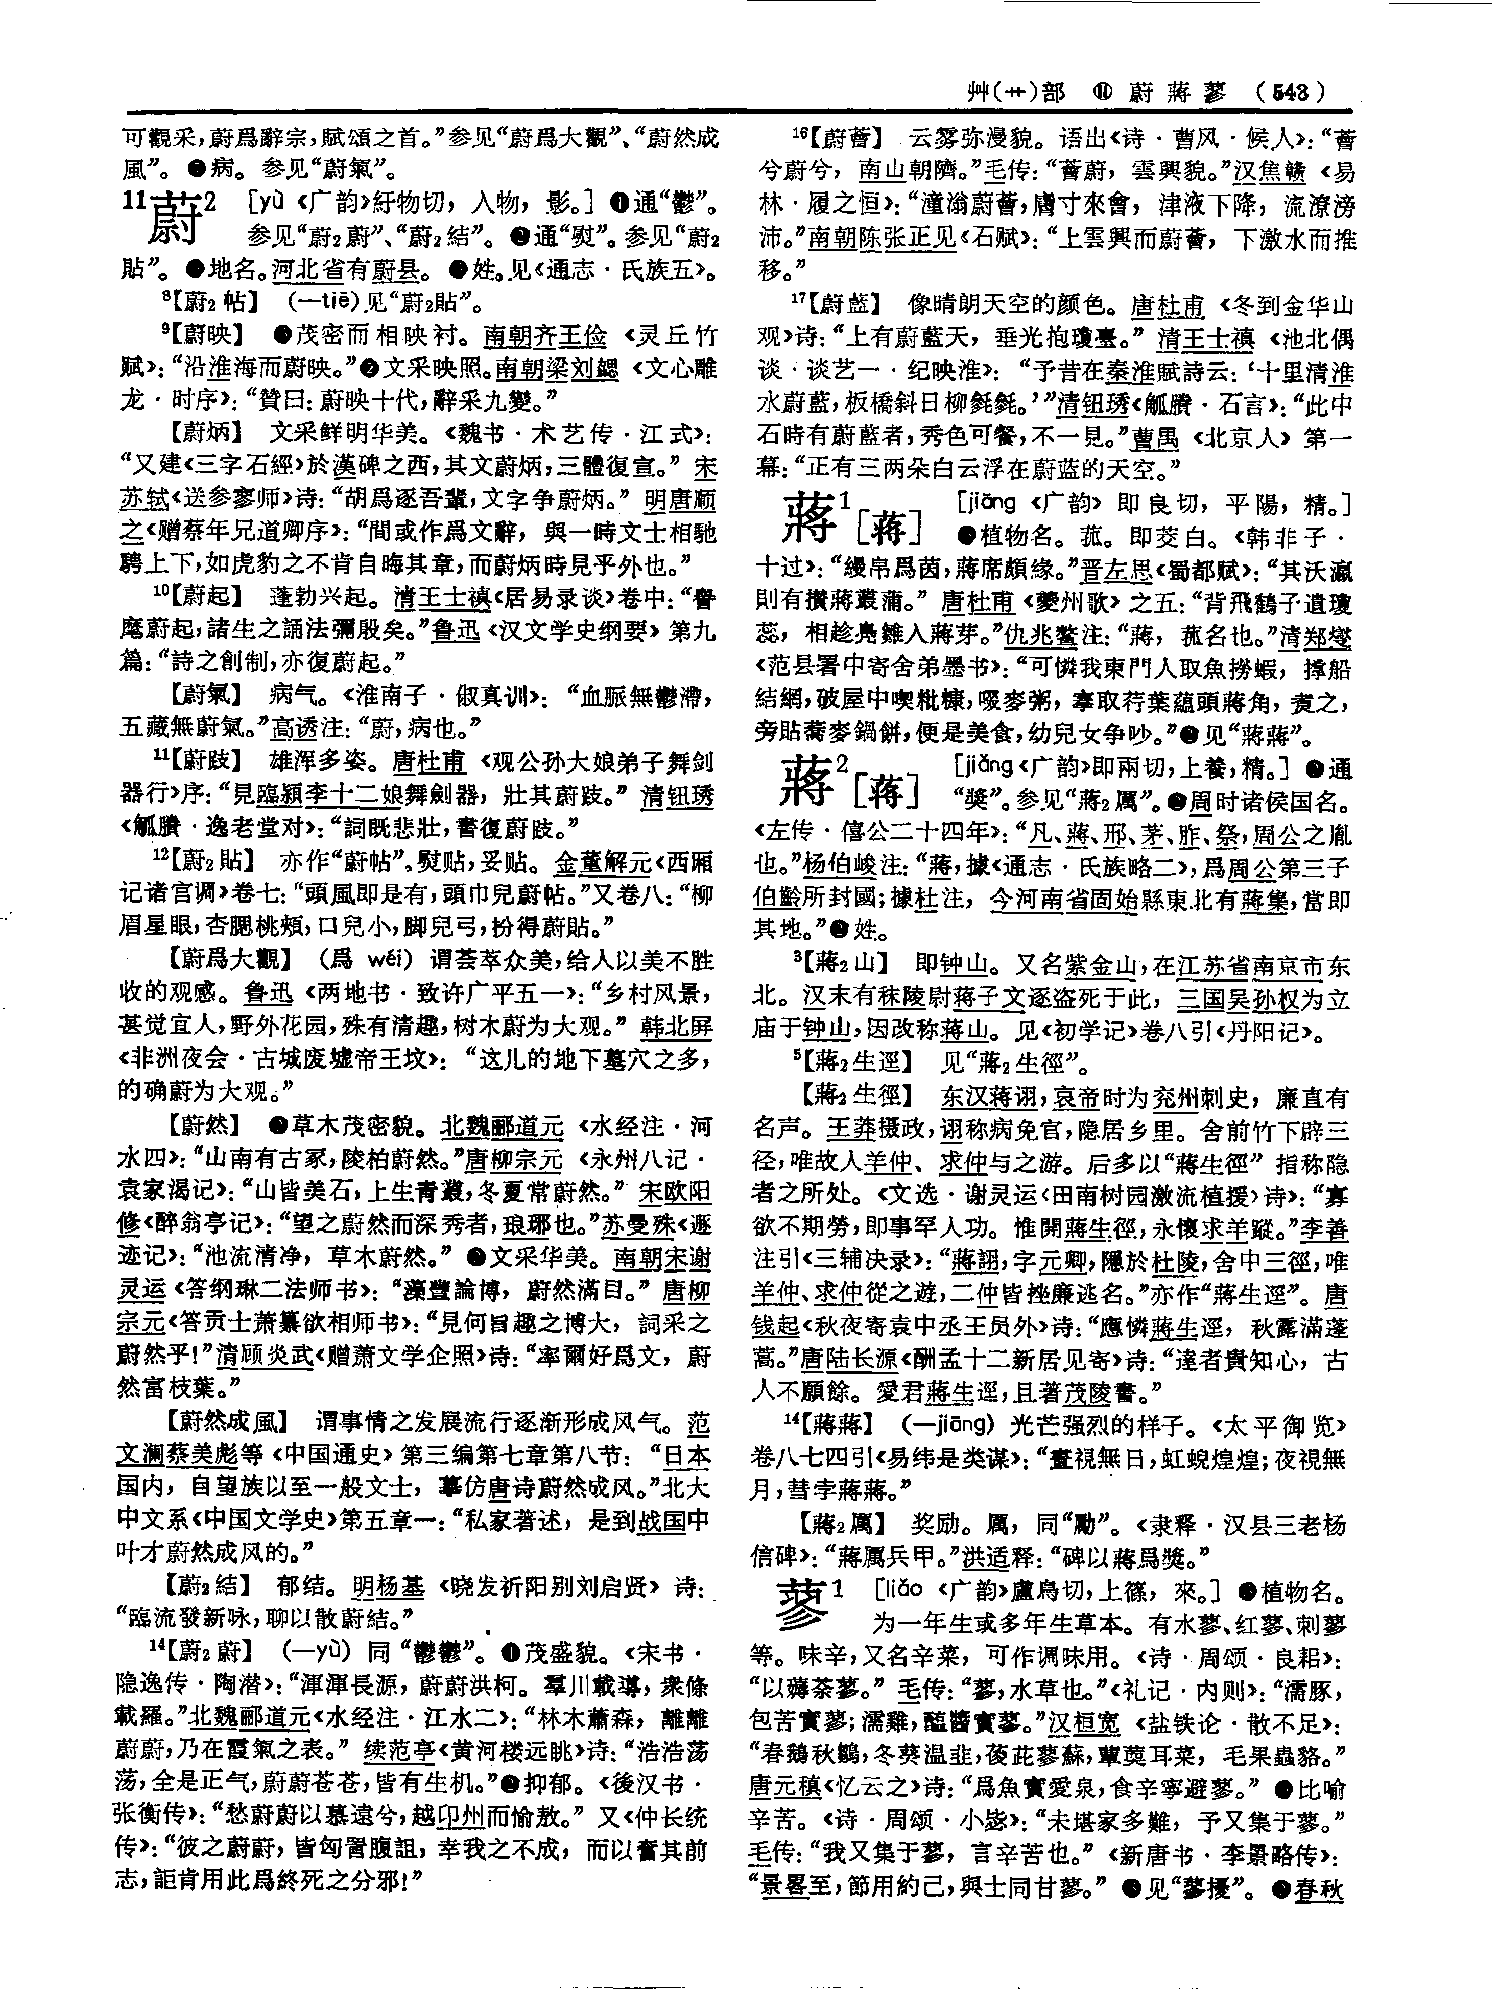 艸(艹)部 ⑪ 蔚蔣蓼 (543)
可觀采，蔚爲辭宗，賦頌之首。”参见“蔚爲大觀”、“蔚然成
風”。●病。参见“蔚氣”。
11蔚2 [yù 《广韵》紆物切，入物，影。] ❶通“鬱”。
参见“蔚2蔚”、“蔚2結”。❷通“熨”。参见“蔚2
貼”。●地名。河北省有蔚县。●姓。见《通志·氏族五》。
8【蔚2帖】 (—tiē)见“蔚2貼”。
9【蔚映】 ❶茂密而相映衬。南朝齐王俭《灵丘竹
赋》：“沿淮海而蔚映。”❷文采映照。南朝梁刘勰《文心雕
龙·时序》：“贊曰：蔚映十代，辭采九變。”
【蔚炳】 文采鲜明华美。《魏书·术艺传·江式》：
“又建《三字石經》於漢碑之西，其文蔚炳，三體復宣。”宋
苏轼《送参寥师》诗：“胡爲逐吾輩，文字争蔚炳。”明唐顺
之《赠蔡年兄道卿序》：“間或作爲文辭，與一時文士相馳
騁上下，如虎豹之不肯自晦其章，而蔚炳時見乎外也。”
10【蔚起】 蓬勃兴起。清王士禛《居易录谈》卷中：“譽
髦蔚起，諸生之誦法彌殷矣。”鲁迅《汉文学史纲要》第九
篇：“詩之創制，亦復蔚起。”
【蔚氣】 病气。《淮南子·俶真训》：“血脈無鬱滯，
五藏無蔚氣。”高诱注：“蔚，病也。”
11【蔚跂】 雄浑多姿。唐杜甫《观公孙大娘弟子舞剑
器行》序：“見臨潁李十二娘舞劍器，壯其蔚跂。”清钮琇
《觚賸·逸老堂对》：“詞既悲壯，書復蔚跂。”
12【蔚2貼】 亦作“蔚帖”。熨贴，妥贴。金董解元《西厢
记诸宫调》卷七：“頭風即是有，頭巾兒蔚帖。”又卷八：“柳
眉星眼，杏腮桃頰，口兒小，脚兒弓，扮得蔚貼。”
【蔚爲大觀】 (爲 wéi) 谓荟萃众美，给人以美不胜
收的观感。鲁迅《两地书·致许广平五一》：“乡村风景，
甚觉宜人，野外花园，殊有清趣，树木蔚为大观。”韩北屏
《非洲夜会·古城废墟帝王坟》：“这儿的地下墓穴之多，
的确蔚为大观。”
【蔚然】 ❶草木茂密貌。北魏郦道元《水经注·河
水四》：“山南有古冢，陵柏蔚然。”唐柳宗元《永州八记·
袁家渴记》：“山皆美石，上生青叢，冬夏常蔚然。”宋欧阳
修《醉翁亭记》：“望之蔚然而深秀者，琅琊也。”苏曼殊《遯
迹记》：“池流清净，草木蔚然。”❷文采华美。南朝宋谢
灵运《答纲琳二法师书》：“藻豐論博，蔚然滿目。”唐柳
宗元《答贡士萧纂欲相师书》：“見何旨趣之博大，詞采之
蔚然乎！”清顾炎武《赠萧文学企照》诗：“率爾好爲文，蔚
然富枝葉。”
【蔚然成風】 谓事情之发展流行逐渐形成风气。范
文澜蔡美彪等《中国通史》第三编第七章第八节：“日本
国内，自望族以至一般文士，摹仿唐诗蔚然成风。”北大
中文系《中国文学史》第五章一：“私家著述，是到战国中
叶才蔚然成风的。”
【蔚2結】 郁结。明杨基《晓发祈阳别刘启贤》诗：
“臨流發新咏，聊以散蔚結。”
14【蔚2蔚】 (—yù) 同“鬱鬱”。❶茂盛貌。《宋书·
隐逸传·陶潜》：“渾渾長源，蔚蔚洪柯。羣川載導，衆條
載羅。”北魏郦道元《水经注·江水二》：“林木蕭森，離離
蔚蔚，乃在霞氣之表。”续范亭《黄河楼远眺》诗：“浩浩荡
荡，全是正气，蔚蔚苍苍，皆有生机。”❷抑郁。《後汉书·
张衡传》：“愁蔚蔚以慕遠兮，越卬州而愉敖。”又《仲长统
传》：“彼之蔚蔚，皆匈詈腹詛，幸我之不成，而以奮其前
志，詎肯用此爲終死之分邪！”
16【蔚薈】 云雾弥漫貌。语出《诗·曹风·候人》：“薈
兮蔚兮，南山朝隮。”毛传：“薈蔚，雲興貌。”汉焦赣《易
林·履之恒》：“潼滃蔚薈，膚寸來會，津液下降，流潦滂
沛。”南朝陈张正见《石赋》：“上雲興而蔚薈，下激水而推
移。”
17【蔚藍】 像晴朗天空的颜色。唐杜甫《冬到金华山
观》诗：“上有蔚藍天，垂光抱瓊臺。”清王士禛《池北偶
谈·谈艺一·纪映淮》：“予昔在秦淮賦詩云：‘十里清淮
水蔚藍，板橋斜日柳毿毿。’”清钮琇《觚賸·石言》：“此中
石時有蔚藍者，秀色可餐，不一見。”曹禺《北京人》第一
幕：“正有三两朵白云浮在蔚蓝的天空。”
蔣1[蒋] [jiāng 《广韵》即良切，平陽，精。]
❶植物名。菰。即茭白。《韩非子·
十过》：“縵帛爲茵，蔣席頗緣。”晋左思《蜀都赋》：“其沃瀛
則有攢蔣叢蒲。”唐杜甫《夔州歌》之五：“背飛鶴子遺瓊
蕊，相趁鳧雛入蔣芽。”仇兆鳌注：“蔣，菰名也。”清郑燮
《范县署中寄舍弟墨书》：“可憐我東門人取魚撈蝦，撐船
結網，破屋中喫秕糠，啜麥粥，搴取荇葉蘊頭蔣角，煮之，
旁貼蕎麥鍋餅，便是美食，幼兒女争吵。”❷见“蔣蔣”。
蔣2[蒋] [jiǎng《广韵》即兩切，上養，精。] ❶通
“獎”。参见“蔣2厲”。❷周时诸侯国名。
《左传·僖公二十四年》：“凡、蔣、邢、茅、胙、祭，周公之胤
也。”杨伯峻注：“蔣，據《通志·氏族略二》，爲周公第三子
伯齡所封國；據杜注，今河南省固始縣東北有蔣集，當即
其地。”❸姓。
3【蔣2山】 即钟山。又名紫金山，在江苏省南京市东
北。汉末有秣陵尉蒋子文逐盗死于此，三国吴孙权为立
庙于钟山，因改称蒋山。见《初学记》卷八引《丹阳记》。
5【蔣2生逕】 见“蔣2生徑”。
【蔣2生徑】 东汉蒋诩，哀帝时为兖州刺史，廉直有
名声。王莽摄政，诩称病免官，隐居乡里。舍前竹下辟三
径，唯故人羊仲、求仲与之游。后多以“蔣生徑”指称隐
者之所处。《文选·谢灵运〈田南树园激流植援〉诗》：“寡
欲不期勞，即事罕人功。惟開蔣生徑，永懷求羊蹤。”李善
注引《三辅决录》：“蔣詡，字元卿，隱於杜陵，舍中三徑，唯
羊仲、求仲從之遊，二仲皆挫廉逃名。”亦作“蔣生逕”。唐
钱起《秋夜寄袁中丞王员外》诗：“應憐蔣生逕，秋露滿蓬
蒿。”唐陆长源《酬孟十二新居见寄》诗：“達者貴知心，古
人不願餘。愛君蔣生逕，且著茂陵書。”
14【蔣蔣】 (—jiāng) 光芒强烈的样子。《太平御览》
卷八七四引《易纬是类谋》：“晝視無日，虹蜺煌煌；夜視無
月，彗孛蔣蔣。”
【蔣2厲】 奖励。厲，同“勵”。《隶释·汉县三老杨
信碑》：“蔣厲兵甲。”洪适释：“碑以蔣爲獎。”
蓼1 [liǎo 《广韵》盧鳥切，上篠，來。] ❶植物名。
为一年生或多年生草本。有水蓼、红蓼、刺蓼
等。味辛，又名辛菜，可作调味用。《诗·周颂·良耜》：
“以薅荼蓼。”毛传：“蓼，水草也。”《礼记·内则》：“濡豚，
包苦實蓼；濡雞，醢醬實蓼。”汉桓宽《盐铁论·散不足》：
“春鵝秋鶵，冬葵温韭，浚茈蓼蘇，蕈薁耳菜，毛果蟲貉。”
唐元稹《忆云之》诗：“爲魚實愛泉，食辛寧避蓼。”❷比喻
辛苦。《诗·周颂·小毖》：“未堪家多難，予又集于蓼。”
毛传：“我又集于蓼，言辛苦也。”《新唐书·李景略传》：
“景畧至，節用約己，與士同甘蓼。”❸见“蓼擾”。❹春秋